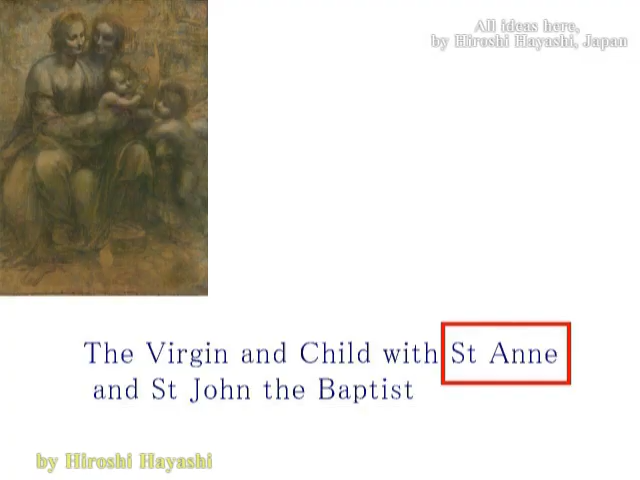 All ideas here,
by Hiroshi Hayashi, Japan
The Virgin and Child with St Anne
and St John the Baptist
by Hiroshi Hayashi